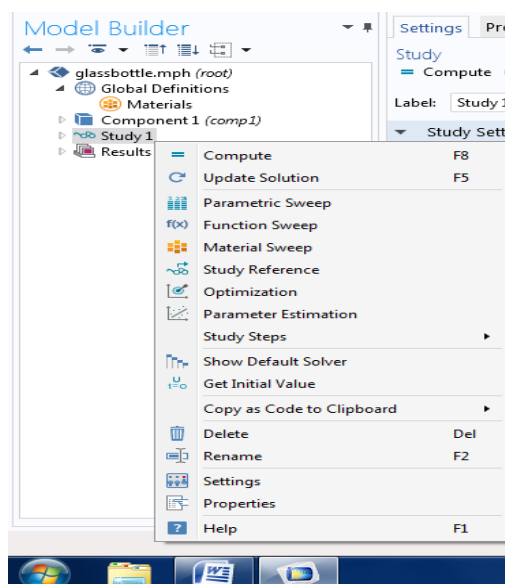 Model Builder
Settings Pr
Study
= Compute
Label: Study 1
Study Sett
glassbottle.mph (root)
Global Definitions
Materials
Component 1 (comp1)
Study 1
Results
= Compute F8
Update Solution F5
Parametric Sweep
f(x) Function Sweep
Material Sweep
Study Reference
Optimization
Parameter Estimation
Study Steps
Show Default Solver
U t=0 Get Initial Value
Copy as Code to Clipboard
Delete Del
Rename F2
Settings
Properties
? Help F1
W